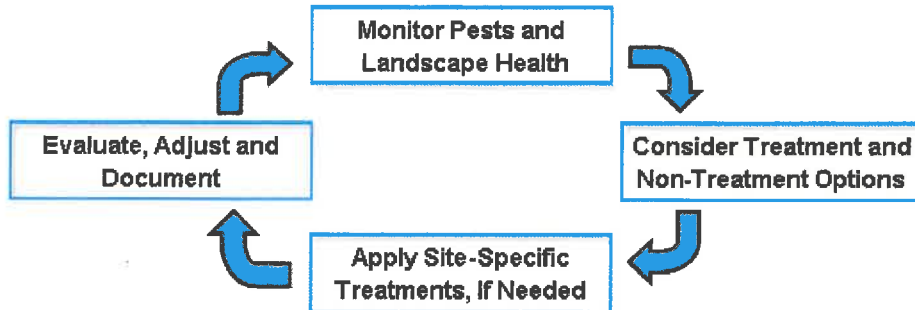 Monitor Pests and
Landscape Health
Consider Treatment and
Non-Treatment Options
Apply Site-Specific
Treatments, If Needed
Evaluate, Adjust and
Document